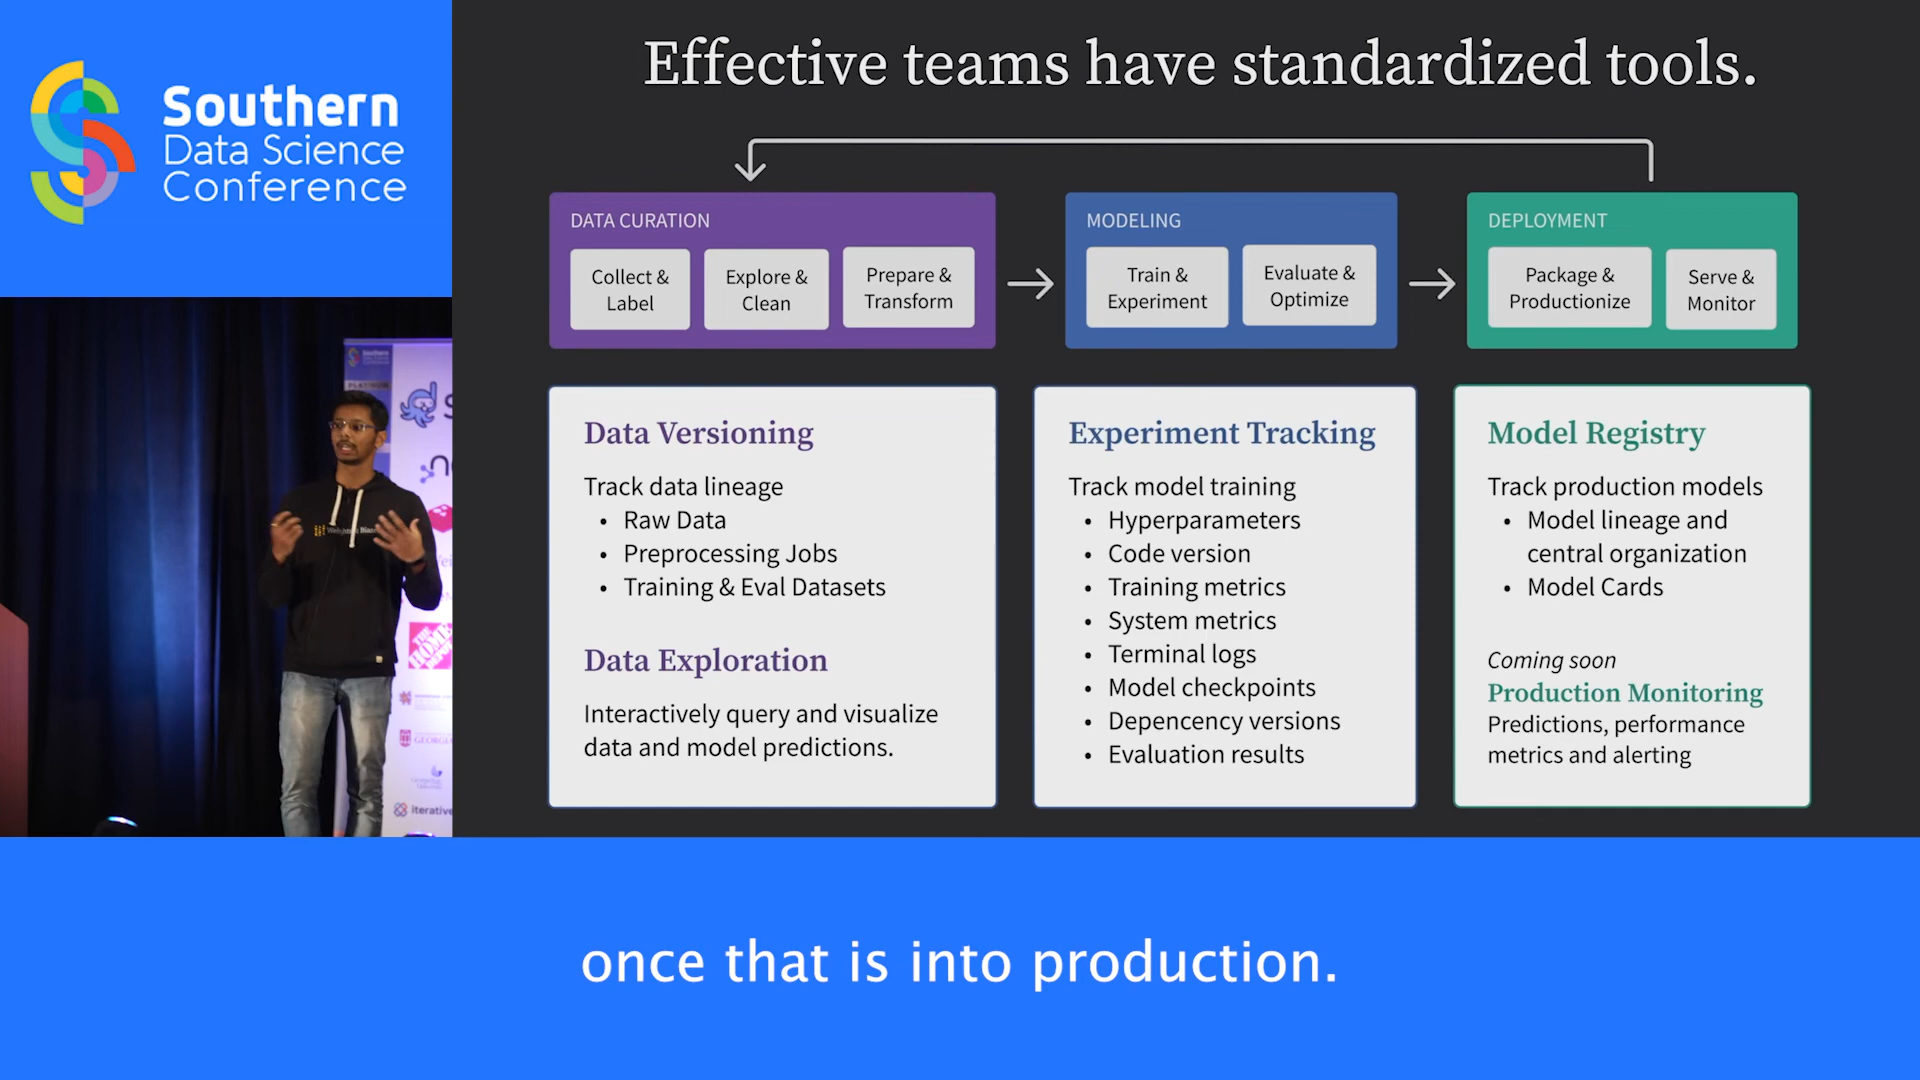 Southern
Data Science
Conference
Effective teams have standardized tools.
DATA CURATION
Collect &
Label
Explore &
Clean
Prepare &
Transform
MODELING
Train &
Experiment
Evaluate &
Optimize
DEPLOYMENT
Package &
Productionize
Serve &
Monitor
Data Versioning
Track data lineage
• Raw Data
• Preprocessing Jobs
• Training & Eval Datasets
Data Exploration
Interactively query and visualize
data and model predictions.
Experiment Tracking
Track model training
• Hyperparameters
• Code version
• Training metrics
• System metrics
• Terminal logs
• Model checkpoints
• Depencency versions
• Evaluation results
Model Registry
Track production models
• Model lineage and
central organization
• Model Cards
Coming soon
Production Monitoring
Predictions, performance
metrics and alerting
PLATINUM
THE
HOME
iterative
once that is into production.